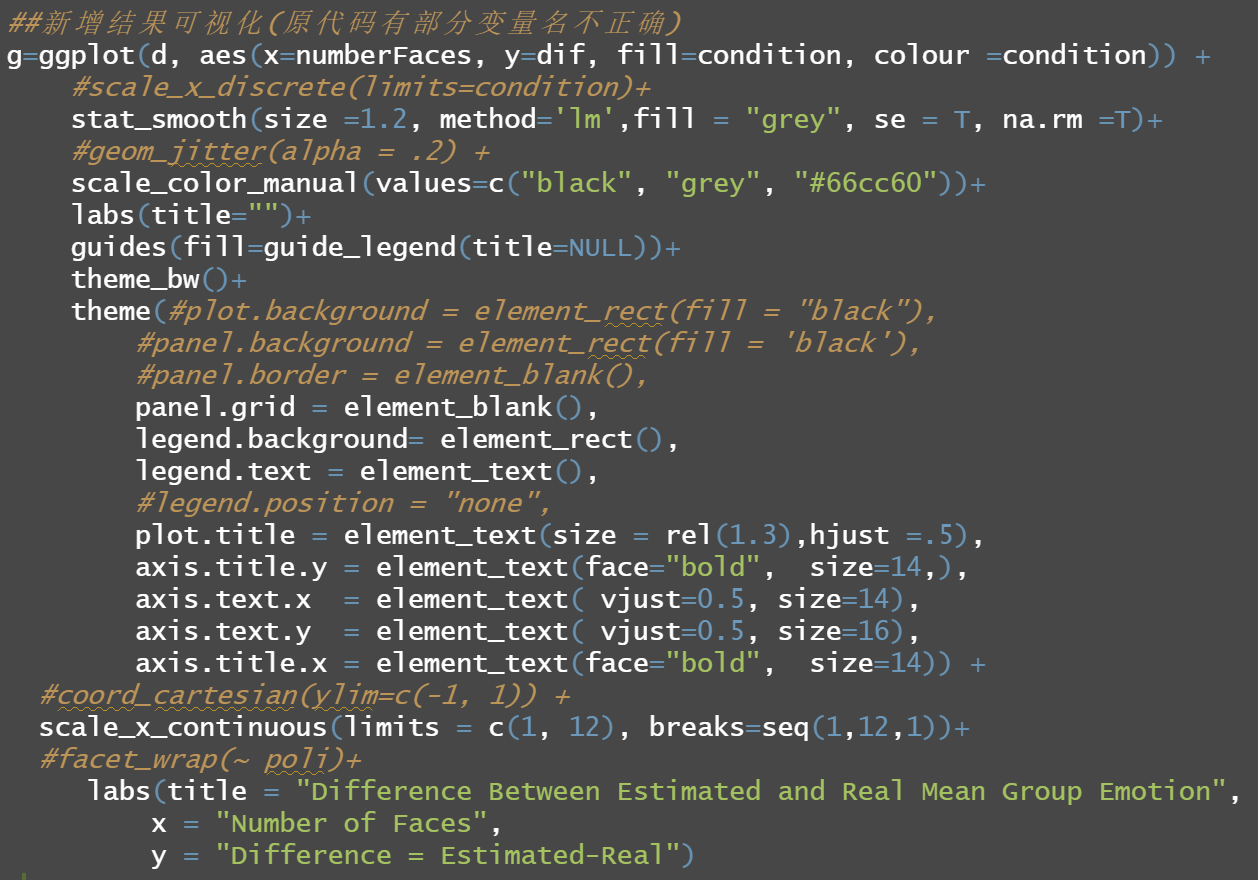 ##新增结果可视化(原代码有部分变量名不正确)
g=ggplot(d, aes(x=numberFaces, y=dif, fill=condition, colour =condition)) +
    #scale_x_discrete(limits=condition)+
    stat_smooth(size =1.2, method='lm',fill = "grey", se = T, na.rm =T)+
    #geom_jitter(alpha = .2) +
    scale_color_manual(values=c("black", "grey", "#66cc60"))+
    labs(title="")+
    guides(fill=guide_legend(title=NULL))+
    theme_bw()+
    theme(#plot.background = element_rect(fill = "black"),
        #panel.background = element_rect(fill = 'black'),
        #panel.border = element_blank(),
        panel.grid = element_blank(),
        legend.background= element_rect(),
        legend.text = element_text(),
        #legend.position = "none",
        plot.title = element_text(size = rel(1.3),hjust =.5),
        axis.title.y = element_text(face="bold",  size=14,),
        axis.text.x  = element_text( vjust=0.5, size=14),
        axis.text.y  = element_text( vjust=0.5, size=16),
        axis.title.x = element_text(face="bold",  size=14)) +
  #coord_cartesian(ylim=c(-1, 1)) +
  scale_x_continuous(limits = c(1, 12), breaks=seq(1,12,1))+
  #facet_wrap(~ poli)+
     labs(title = "Difference Between Estimated and Real Mean Group Emotion",
         x = "Number of Faces",
         y = "Difference = Estimated-Real")